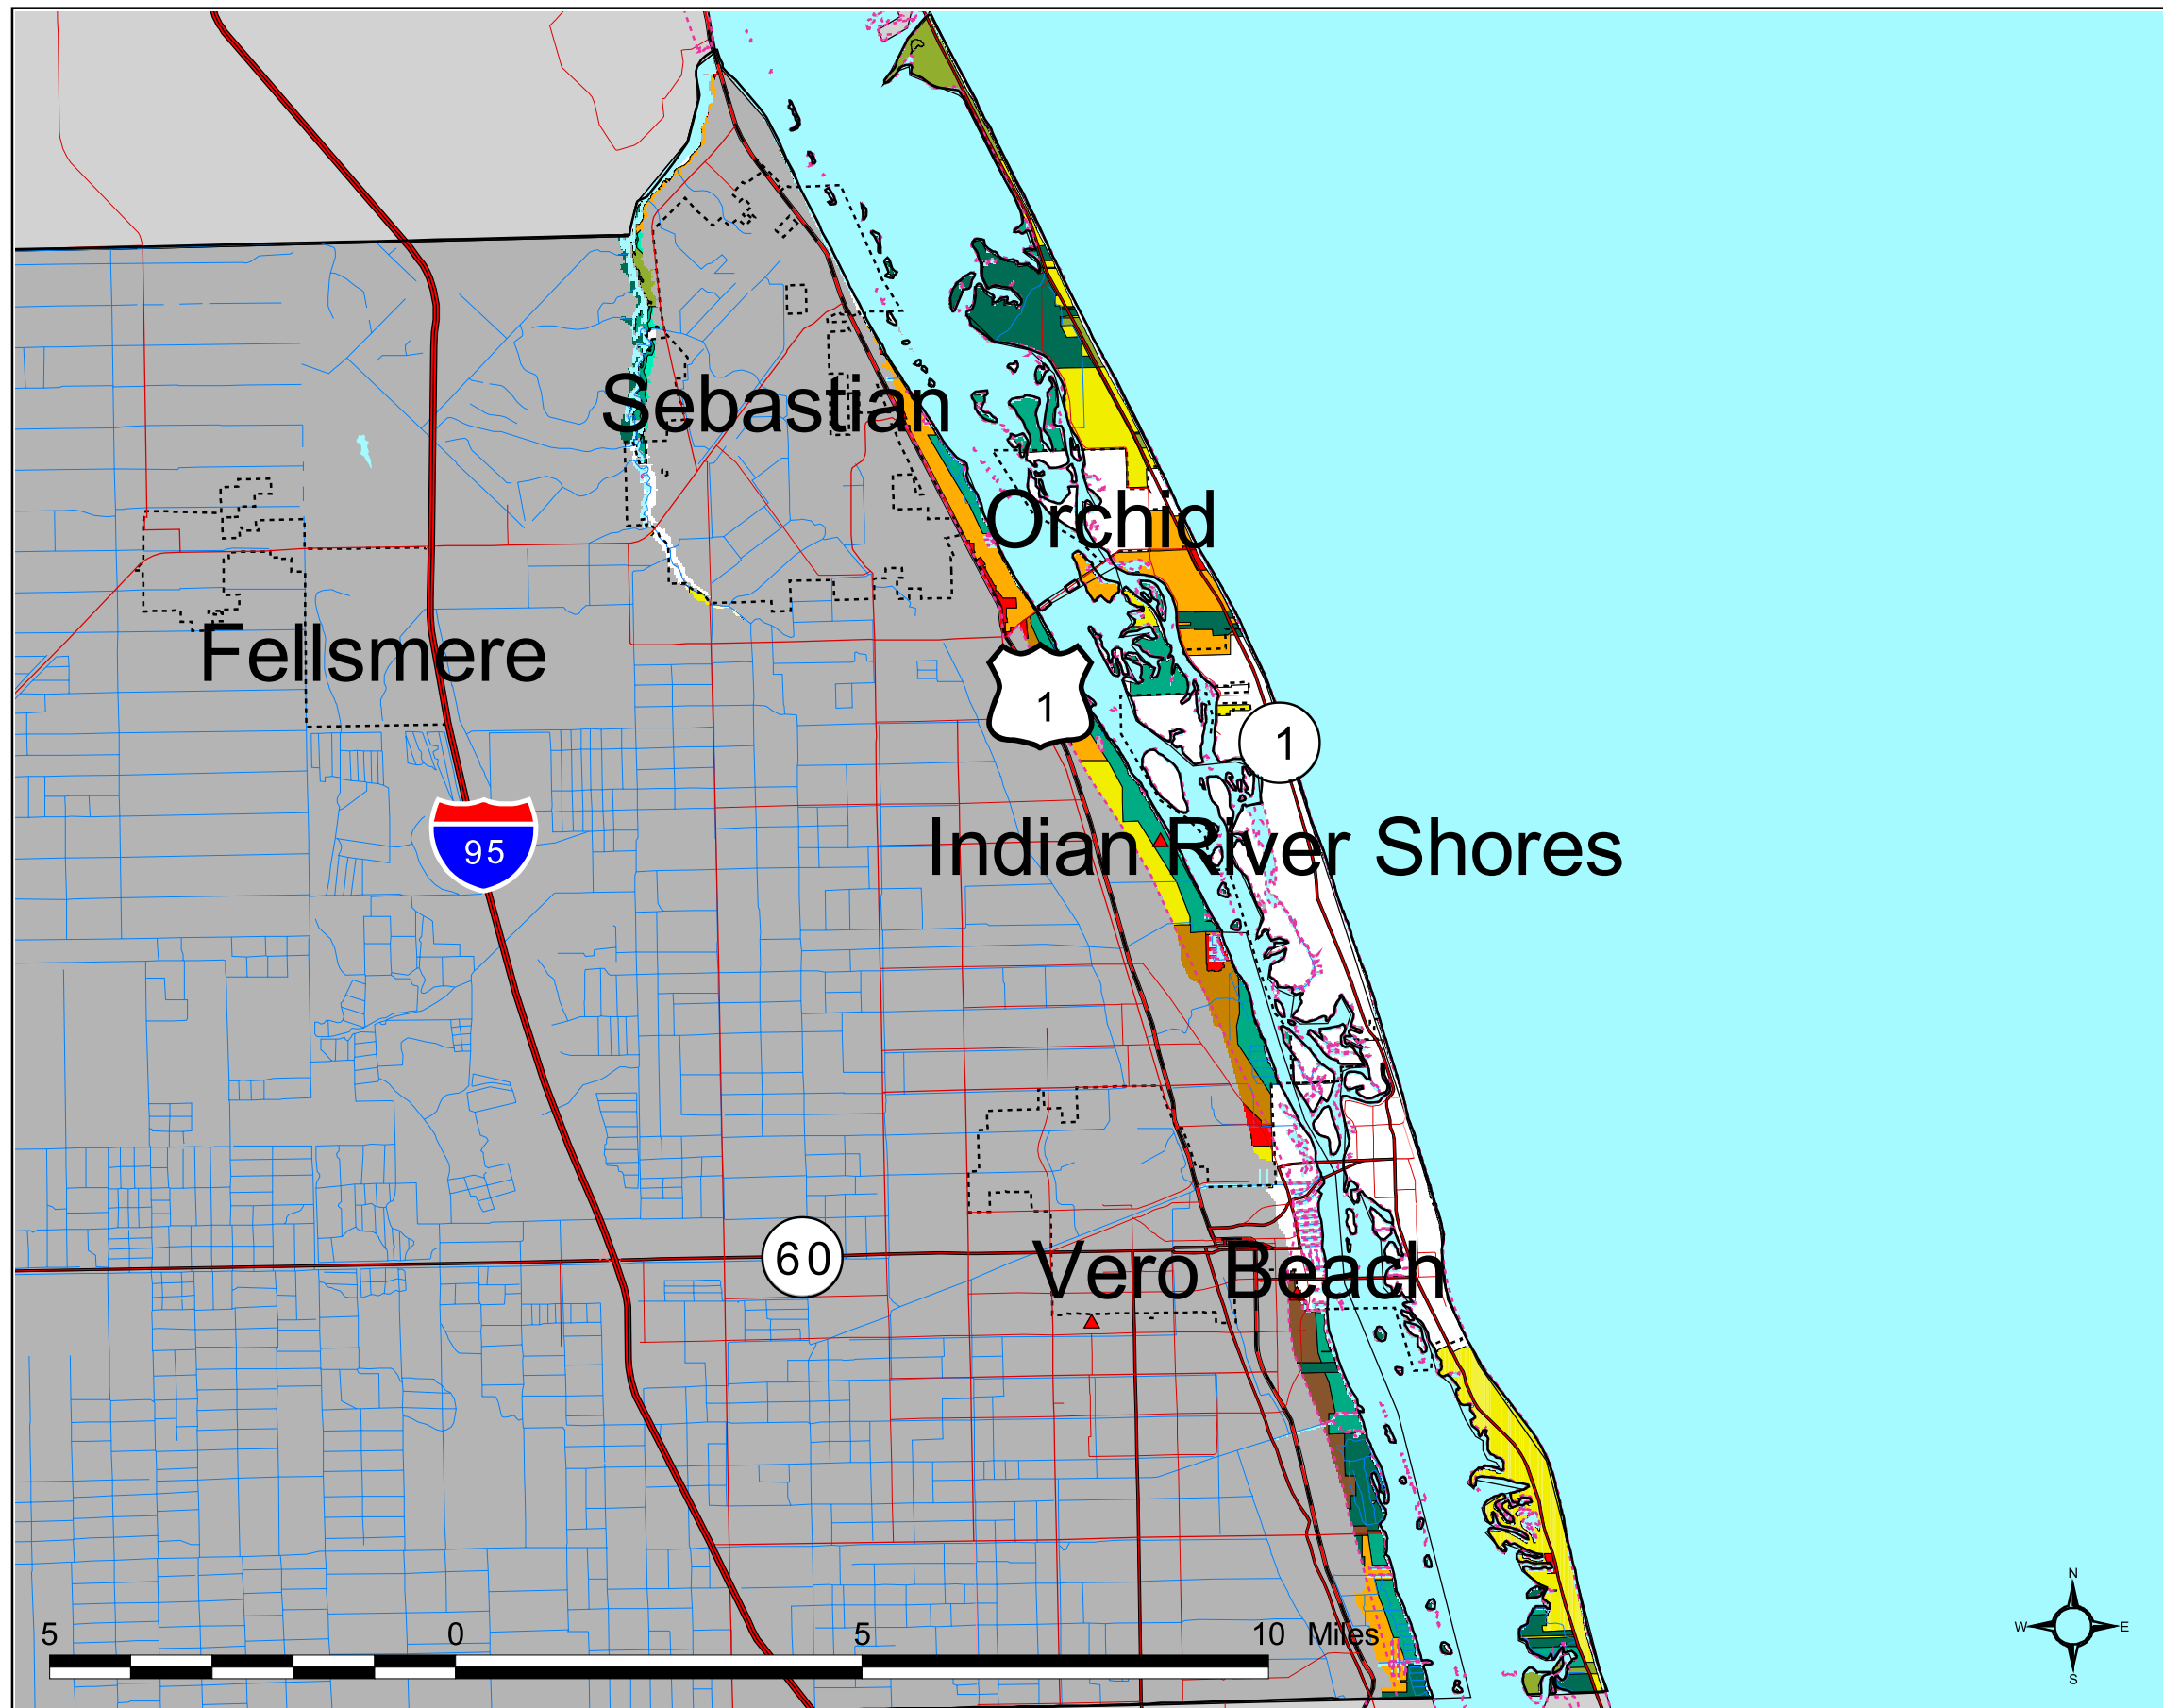 Sebastian
Orchid
Fellsmere
1
1
Indian River Shores
95
60
Vero Beach
5 0 5 10 Miles
N
W E
S